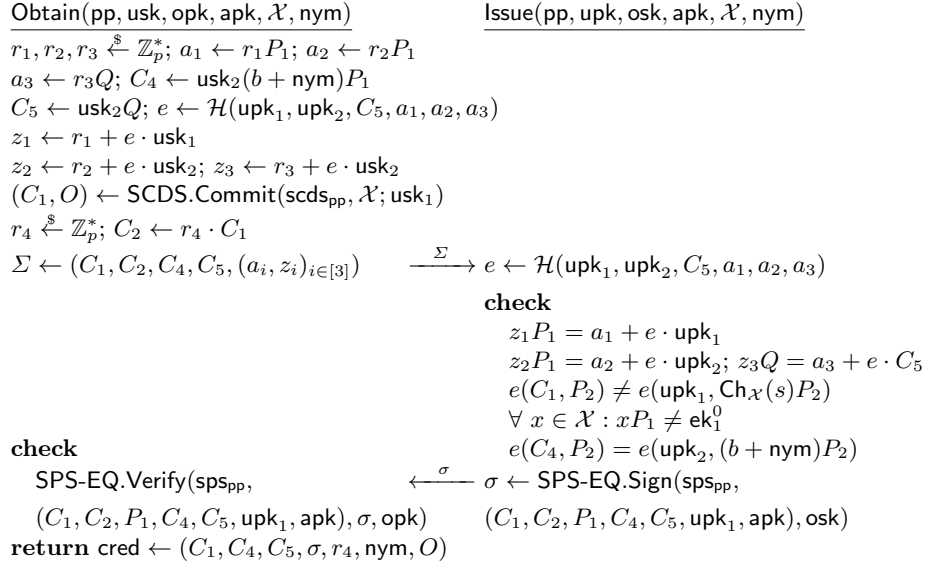 Obtain(pp, usk, opk, apk, 𝒳, nym) Issue(pp, upk, osk, apk, 𝒳, nym)
r₁, r₂, r₃ ←$ ℤ*ₚ; a₁ ← r₁P₁; a₂ ← r₂P₁
a₃ ← r₃Q; C₄ ← usk₂(b + nym)P₁
C₅ ← usk₂Q; e ← ℋ(upk₁, upk₂, C₅, a₁, a₂, a₃)
z₁ ← r₁ + e · usk₁
z₂ ← r₂ + e · usk₂; z₃ ← r₃ + e · usk₂
(C₁, O) ← SCDS.Commit(scds_pp, 𝒳; usk₁)
r₄ ←$ ℤ*ₚ; C₂ ← r₄ · C₁
Σ ← (C₁, C₂, C₄, C₅, (aᵢ, zᵢ)_{i∈[3]}) —Σ→ e ← ℋ(upk₁, upk₂, C₅, a₁, a₂, a₃)
check
z₁P₁ = a₁ + e · upk₁
z₂P₁ = a₂ + e · upk₂; z₃Q = a₃ + e · C₅
e(C₁, P₂) ≠ e(upk₁, Ch_𝒳(s)P₂)
∀ x ∈ 𝒳 : xP₁ ≠ ek₁⁰
check e(C₄, P₂) = e(upk₂, (b + nym)P₂)
SPS-EQ.Verify(sps_pp, ←σ— σ ← SPS-EQ.Sign(sps_pp,
(C₁, C₂, P₁, C₄, C₅, upk₁, apk), σ, opk) (C₁, C₂, P₁, C₄, C₅, upk₁, apk), osk)
return cred ← (C₁, C₄, C₅, σ, r₄, nym, O)